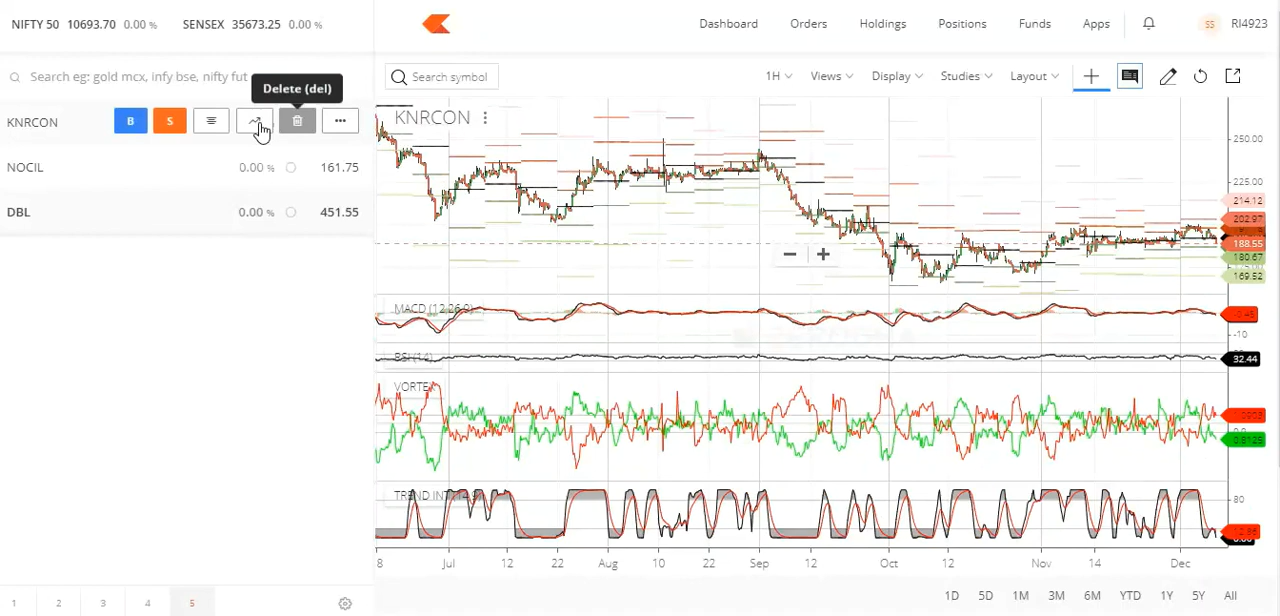 NIFTY 50 10693.70 0.00 % SENSEX 35673.25 0.00 %
Dashboard Orders Holdings Positions Funds Apps SS RI4923
Search eg: gold mcx, infy bse, nifty fut
Delete (del)
Search symbol 1H Views Display Studies Layout
KNRCON B S
NOCIL 0.00 % 161.75
DBL 0.00 % 451.55
KNRCON
250.00
225.00
214.12
202.97
188.55
180.67
169.52
MACD (12,26,9)
-10
RSI (14)
32.44
VORTEX
0.8125
TREND INT (14,9)
80
8 Jul 12 22 Aug 10 22 Sep 12 Oct 12 Nov 14 Dec
1D 5D 1M 3M 6M YTD 1Y 5Y All
1 2 3 4 5